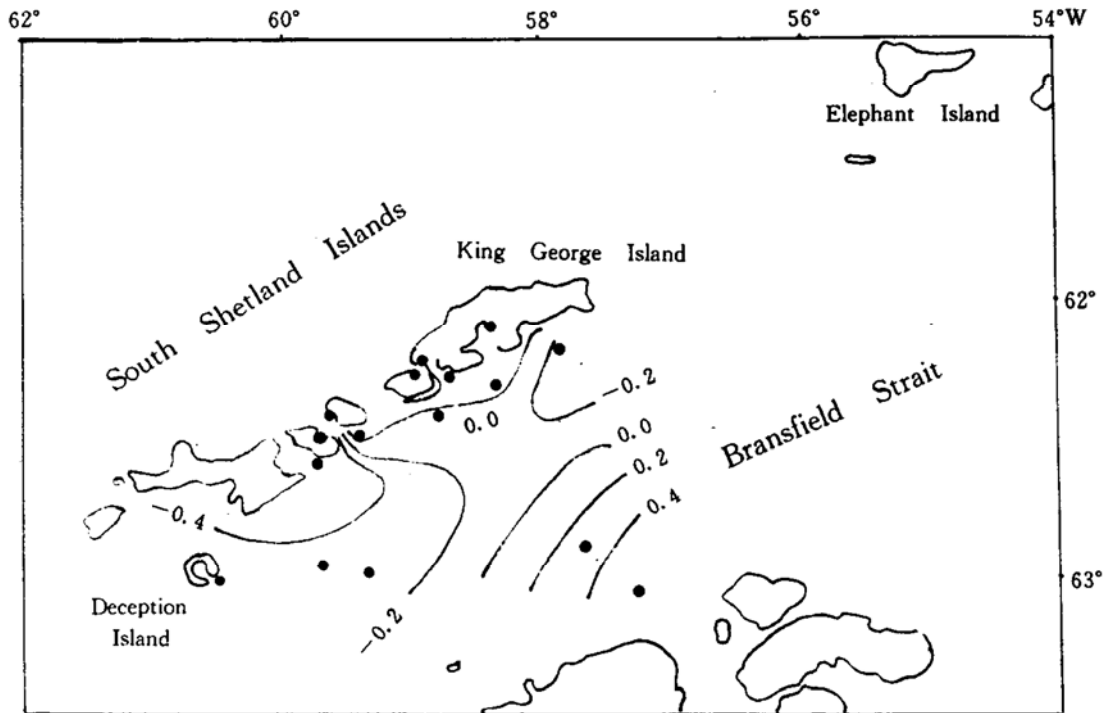 62° 60° 58° 56° 54°W
Elephant Island
South Shetland Islands
King George Island
62°
-0.2
0.0
Bransfield Strait
0.0
0.2
0.4
-0.4
63°
Deception
Island
-0.2